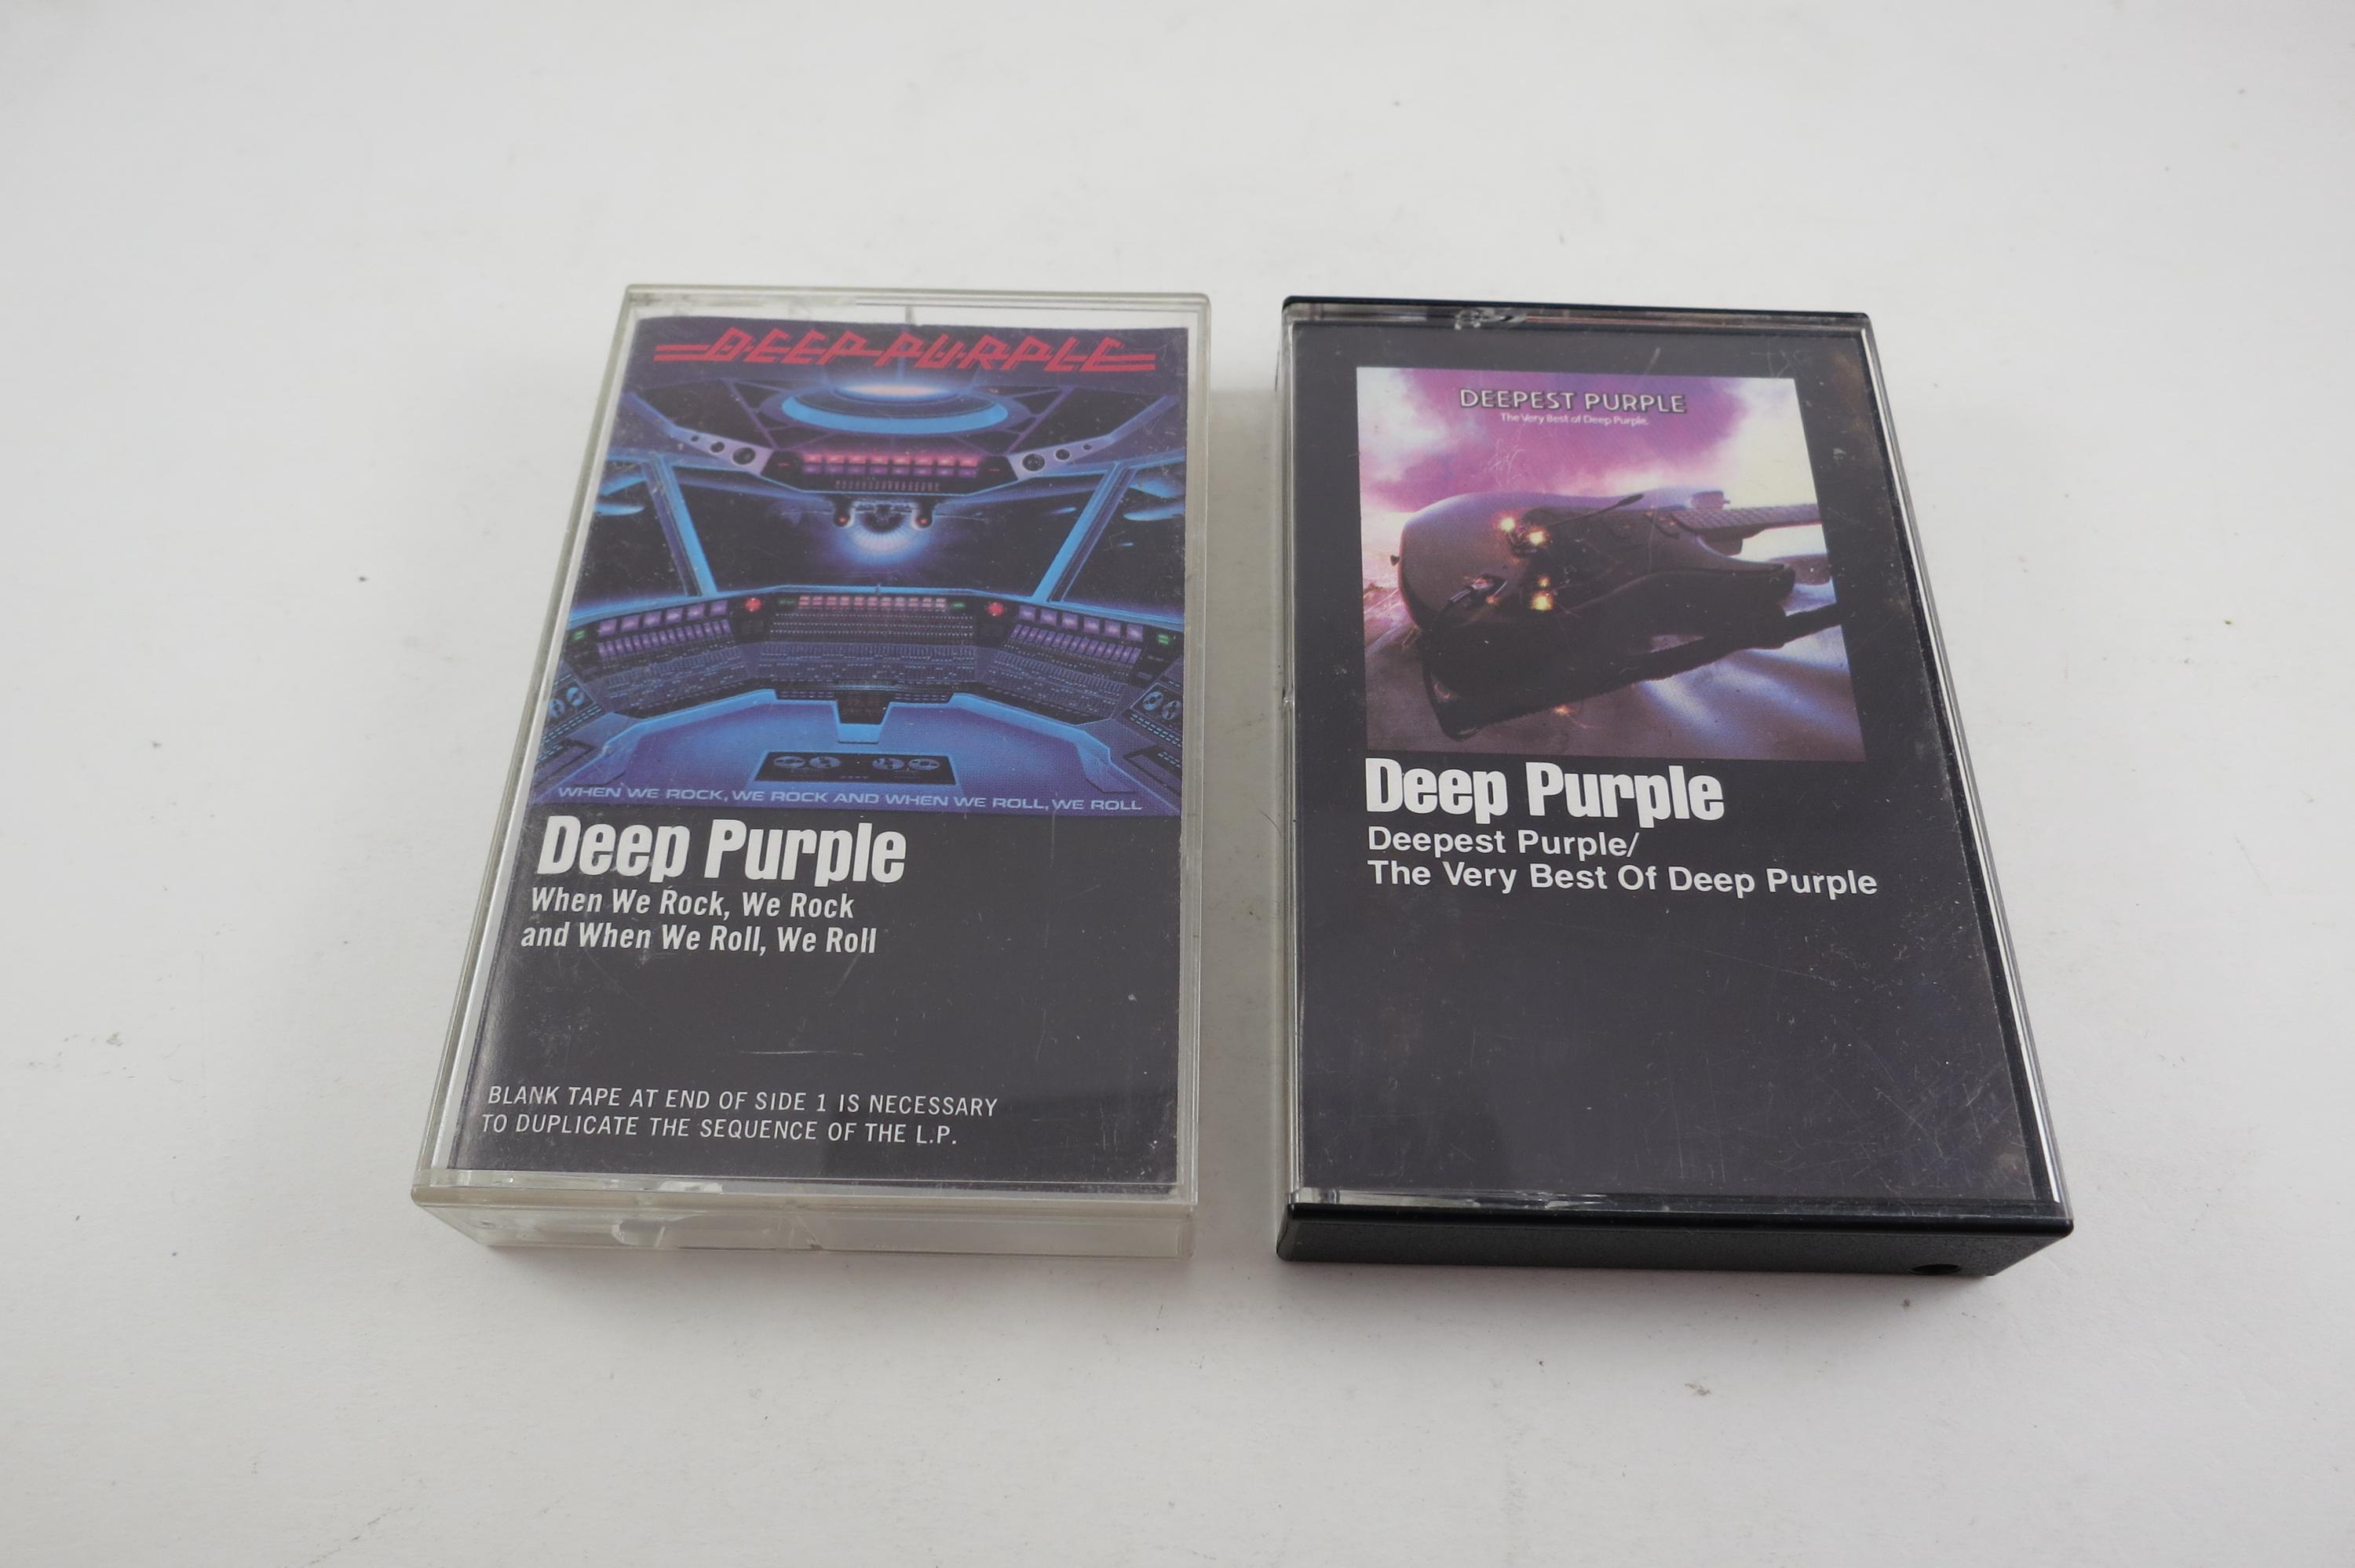 DEEP PURPLE
WHEN WE ROCK, WE ROCK AND WHEN WE ROLL, WE ROLL
Deep Purple
When We Rock, We Rock
and When We Roll, We Roll
BLANK TAPE AT END OF SIDE 1 IS NECESSARY
TO DUPLICATE THE SEQUENCE OF THE L.P.
DEEPEST PURPLE
The Very Best of Deep Purple.
Deep Purple
Deepest Purple/
The Very Best Of Deep Purple